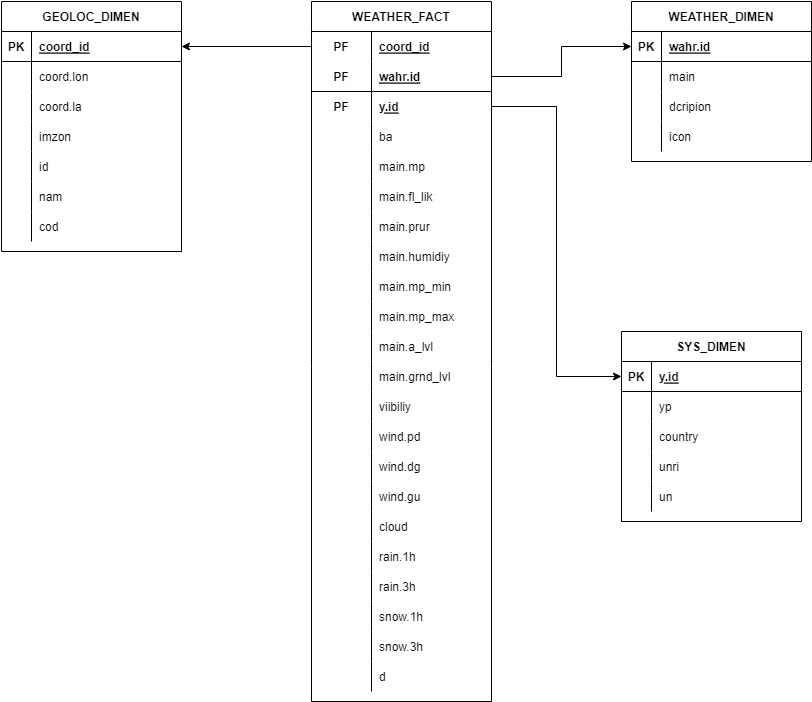 GEOLOC_DIMEN
PK coord_id
coord.lon
coord.la
imzon
id
nam
cod
WEATHER_FACT
PF coord_id
PF wahr.id
PF y.id
ba
main.mp
main.fl_lik
main.prur
main.humidiy
main.mp_min
main.mp_max
main.a_lvl
main.grnd_lvl
viibiliy
wind.pd
wind.dg
wind.gu
cloud
rain.1h
rain.3h
snow.1h
snow.3h
d
WEATHER_DIMEN
PK wahr.id
main
dcripion
icon
SYS_DIMEN
PK y.id
yp
country
unri
un